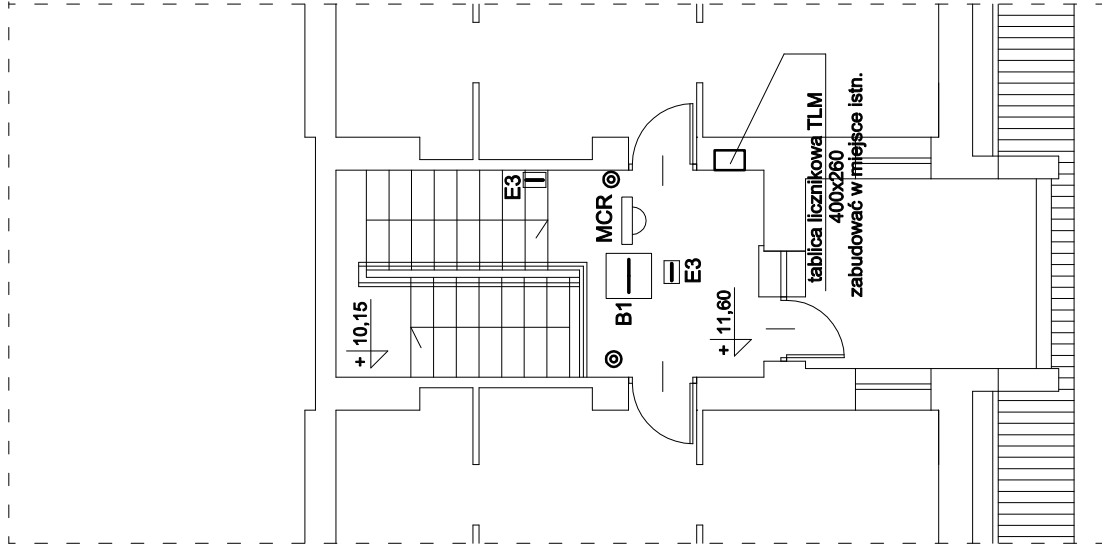 E3
MCR
B1
E3
+ 10,15
+ 11,60
tablica licznikowa TLM
400x260
zabudować w miejsce istn.